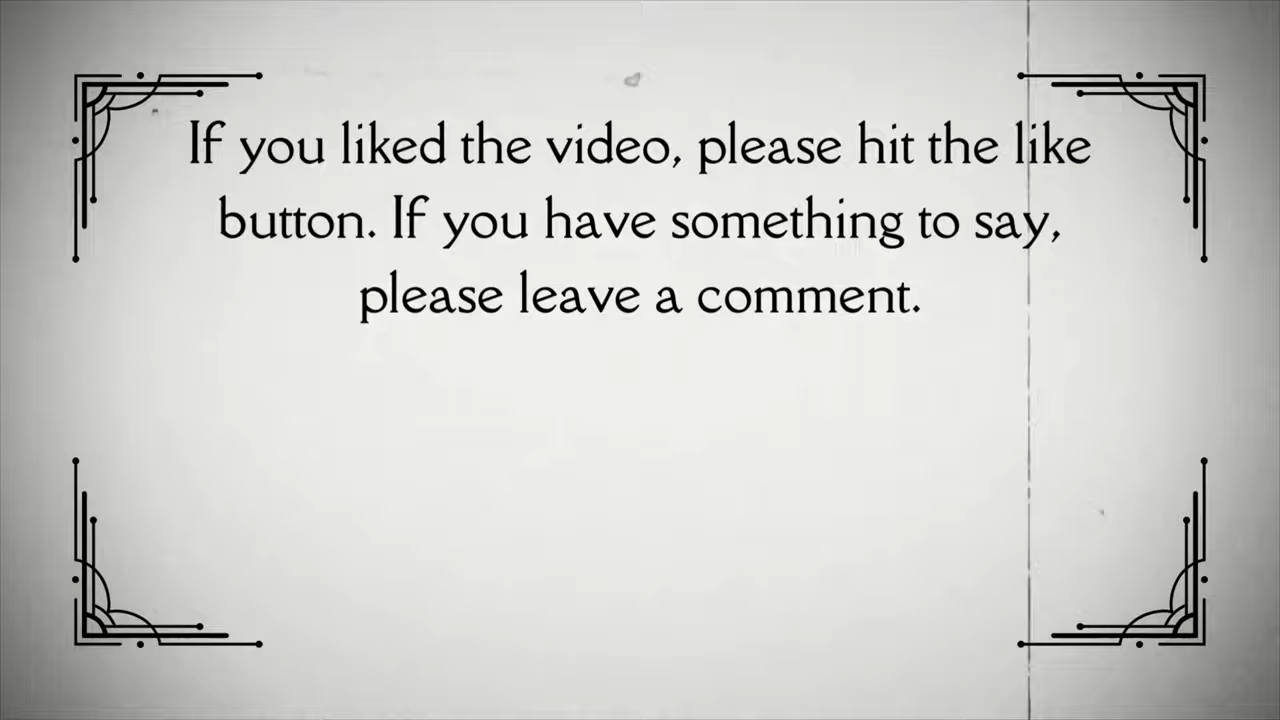 If you liked the video, please hit the like
button. If you have something to say,
please leave a comment.